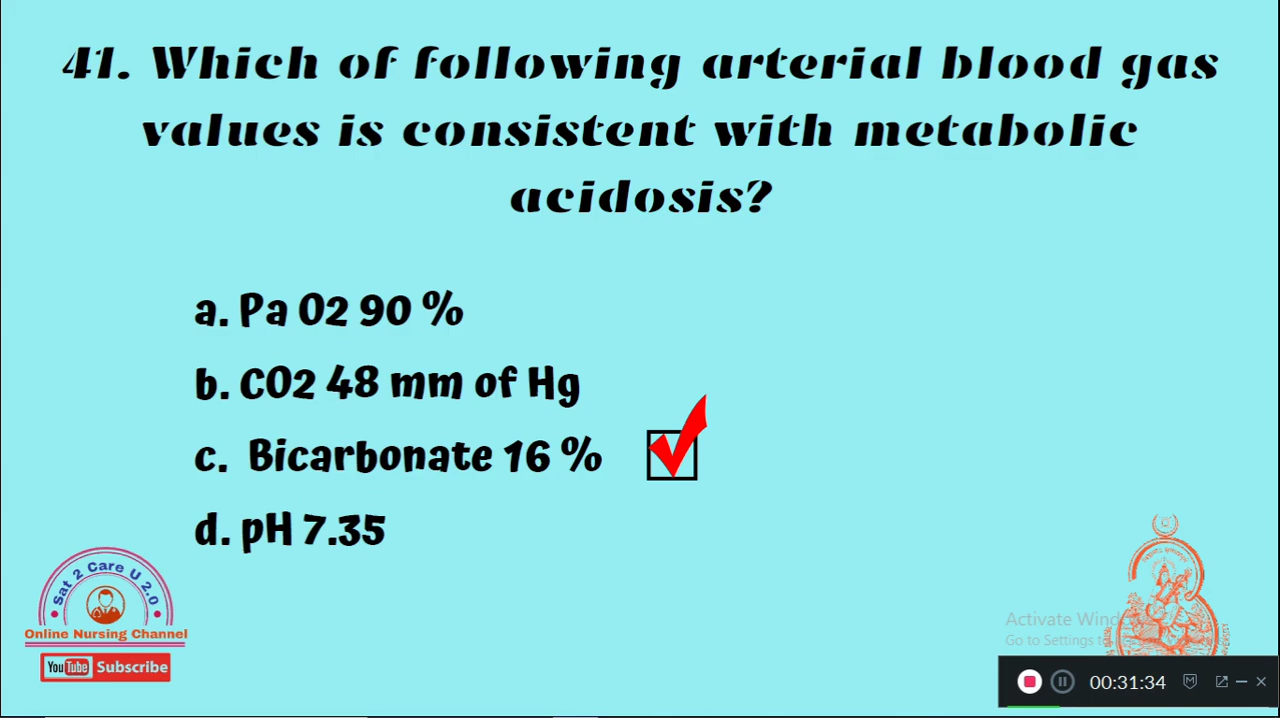 41. Which of following arterial blood gas
values is consistent with metabolic
acidosis?
a. Pa O2 90 %
b. CO2 48 mm of Hg
c. Bicarbonate 16 %
d. pH 7.35
Sat 2 Care U 2.0
Online Nursing Channel
YouTube Subscribe
Activate Wind
Go to Settings t
00:31:34